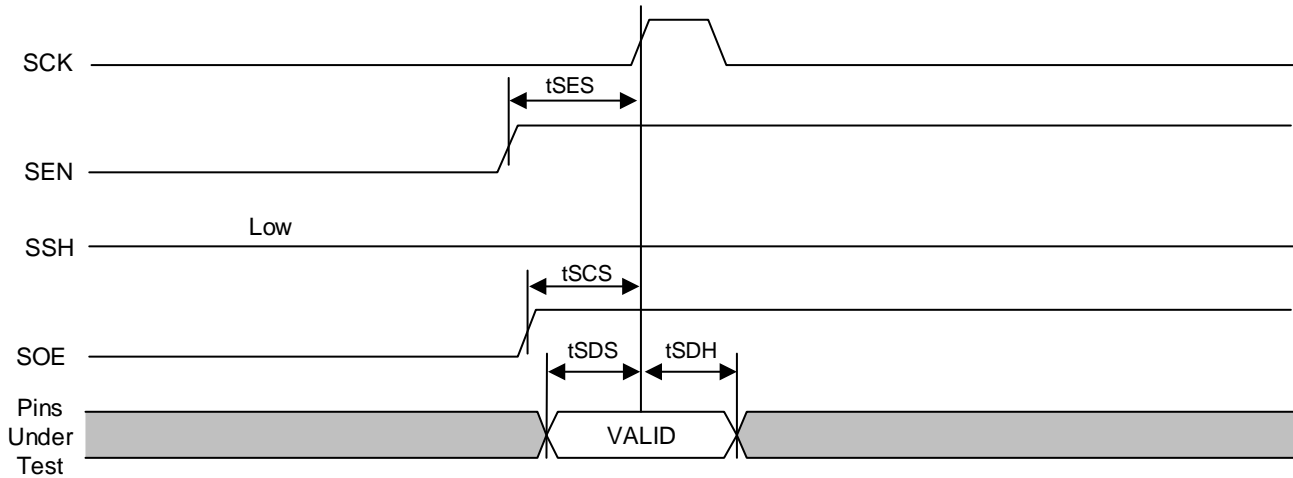 SCK
tSES
SEN
Low
SSH
tSCS
SOE
tSDS
tSDH
Pins
Under
Test
VALID